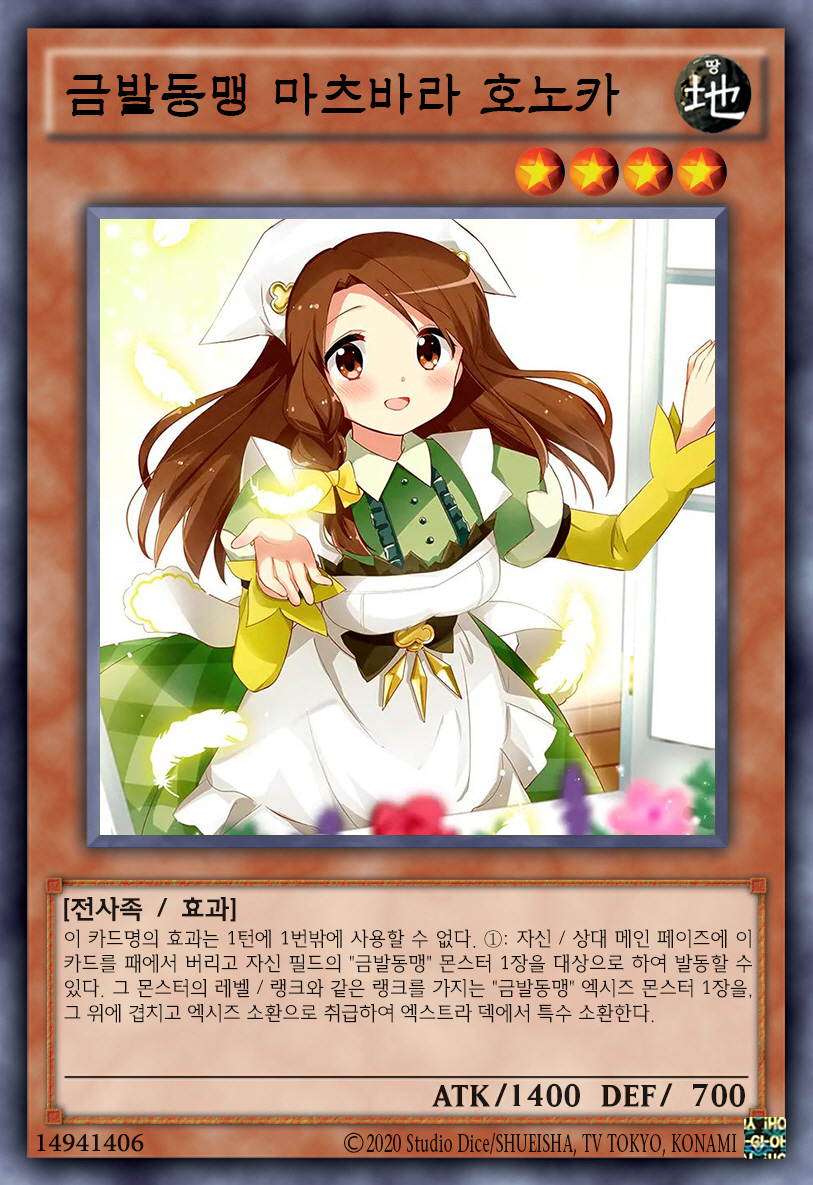 금발동맹 마츠바라 호노카
땅
地
[전사족 / 효과]
이 카드명의 효과는 1턴에 1번밖에 사용할 수 없다. ①: 자신 / 상대 메인 페이즈에 이
카드를 패에서 버리고 자신 필드의 "금발동맹" 몬스터 1장을 대상으로 하여 발동할 수
있다. 그 몬스터의 레벨 / 랭크와 같은 랭크를 가지는 "금발동맹" 엑시즈 몬스터 1장을,
그 위에 겹치고 엑시즈 소환으로 취급하여 엑스트라 덱에서 특수 소환한다.
ATK/1400 DEF/ 700
14941406
©2020 Studio Dice/SHUEISHA, TV TOKYO, KONAMI